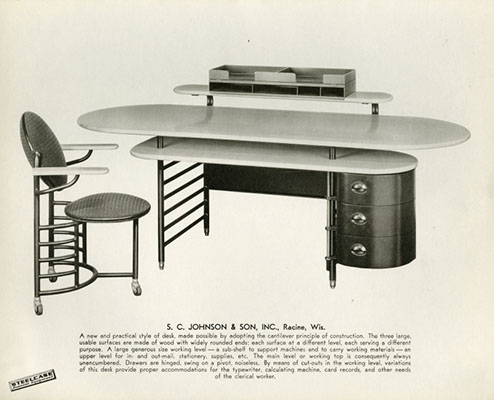 S. C. JOHNSON & SON, INC., Racine, Wis.
A new and practical style of desk, made possible by adopting the cantilever principle of construction. The three large,
usable surfaces are made of wood with widely rounded ends; each surface at a different level, each serving a different
purpose. A large generous size working level — a sub-shelf to support machines and to carry working materials — an
upper level for in- and out-mail, stationery, supplies, etc. The main level or working top is consequently always
unencumbered. Drawers are hinged, swing on a pivot, noiseless. By means of cut-outs in the working level, variations
of this desk provide proper accommodations for the typewriter, calculating machine, card records, and other needs
of the clerical worker.
STEELCASE